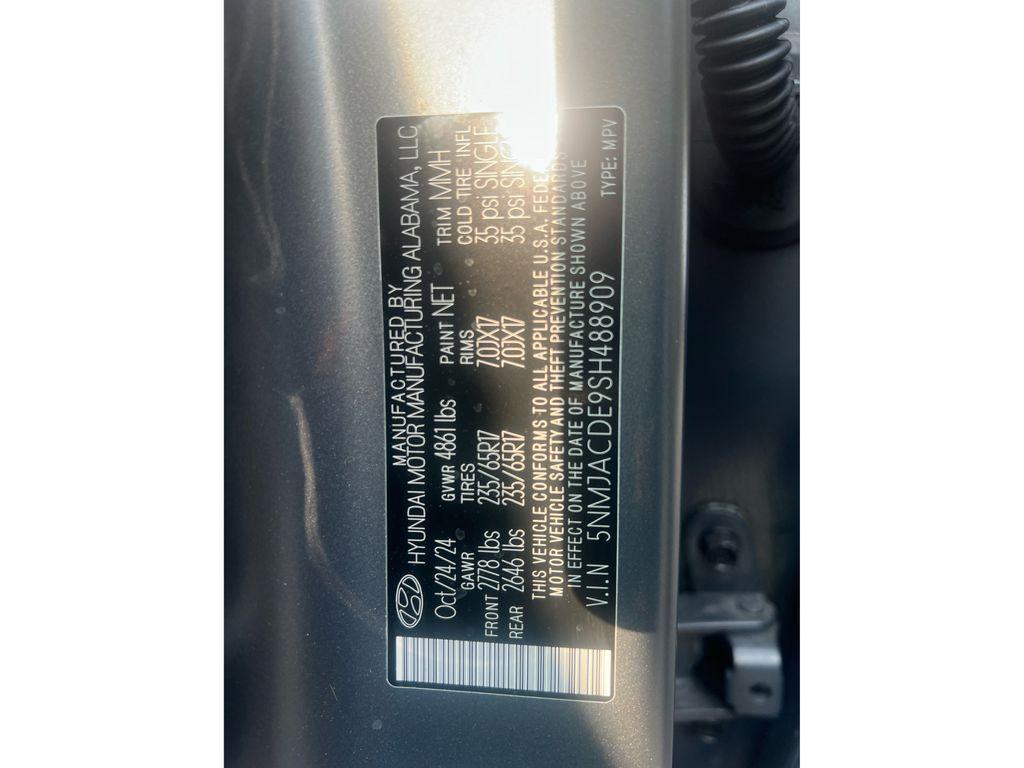 MANUFACTURED BY
HYUNDAI MOTOR MANUFACTURING ALABAMA, LLC
Oct/24/24 GVWR 4861 lbs PAINT NET TRIM MMH
GAWR TIRES RIMS COLD TIRE INFL
FRONT 2778 lbs 235/65R17 7.0JX17 35 psi SINGLE
REAR 2646 lbs 235/65R17 7.0JX17 35 psi
THIS VEHICLE CONFORMS TO ALL APPLICABLE U.S.A.
MOTOR VEHICLE SAFETY AND THEFT PREVENTION STANDARDS
IN EFFECT ON THE DATE OF MANUFACTURE SHOWN ABOVE
V.I.N 5NMJACDE9SH488909 TYPE: MPV